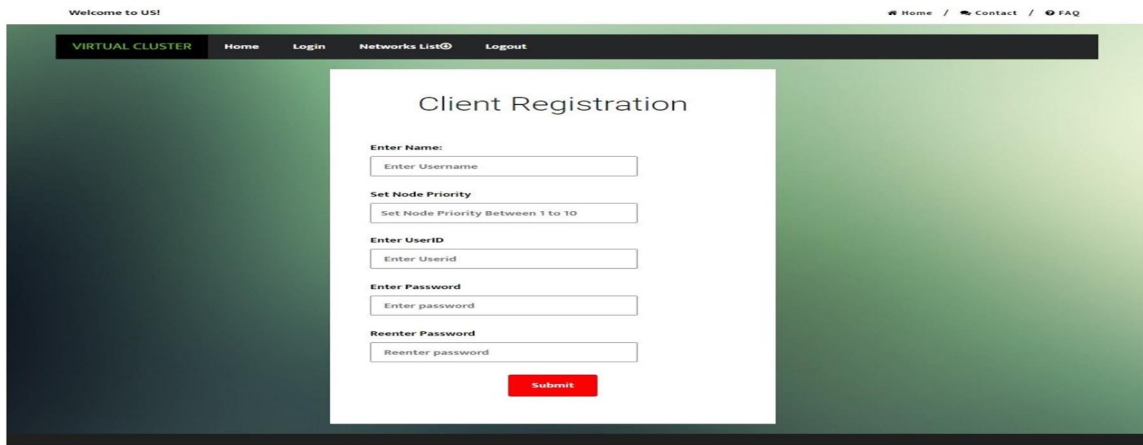 Welcome to US!
Home / Contact / FAQ
VIRTUAL CLUSTER Home Login Networks List Logout
Client Registration
Enter Name:
Enter Username
Set Node Priority
Set Node Priority Between 1 to 10
Enter UserID
Enter Userid
Enter Password
Enter password
Reenter Password
Reenter password
Submit